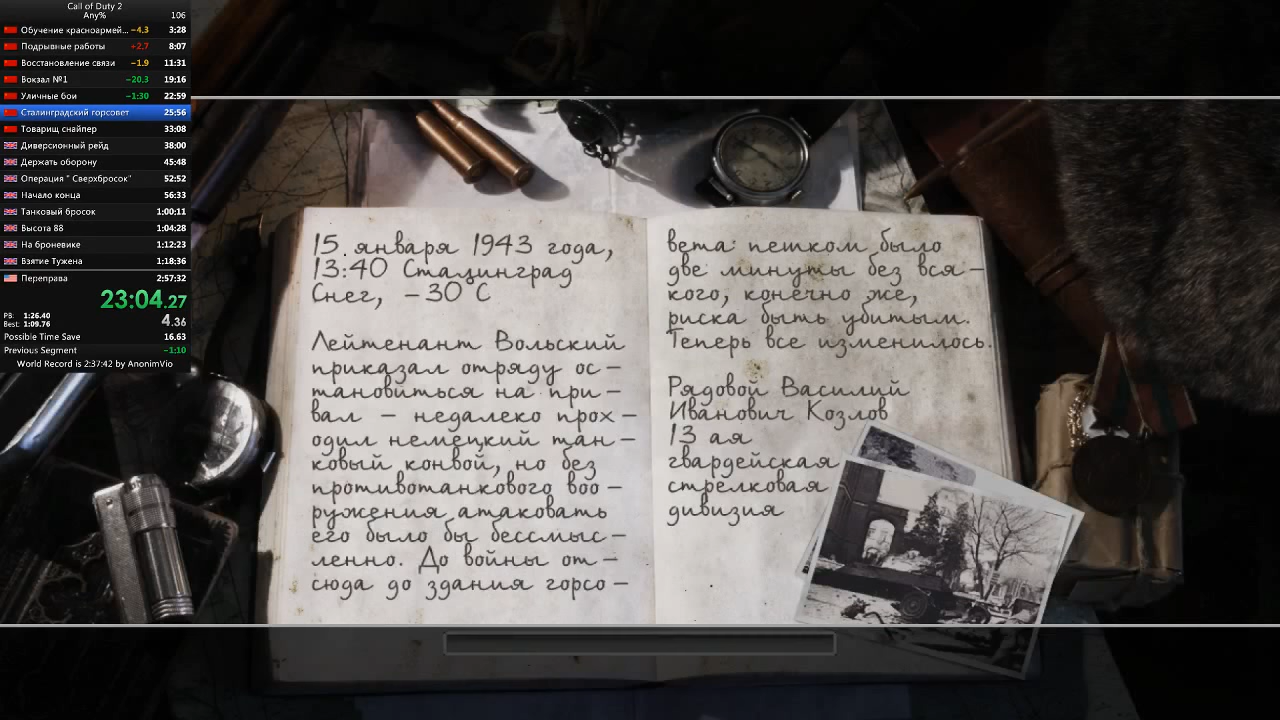 Call of Duty 2
Any%
106
Обучение красноармей... −4.3 3:28
Подрывные работы +2.7 8:07
Восстановление связи −1.9 11:31
Вокзал №1 −20.3 19:16
Уличные бои −1:30 22:59
Сталинградский горсовет 25:56
Товарищ снайпер 33:08
Диверсионный рейд 38:00
Держать оборону 45:48
Операция " Сверхбросок" 52:52
Начало конца 56:33
Танковый бросок 1:00:11
Высота 88 1:04:28
На броневике 1:12:23
Взятие Тужена 1:18:36
Переправа 2:57:32
23:04.27
PB: 1:26.40
Best: 1:09.76
4.36
Possible Time Save 16.63
Previous Segment −1:10
World Record is 2:37:42 by AnonimVio
15 января 1943 года,
13:40 Сталинград
Снег, −30°C
Лейтенант Вольский
приказал отряду ос –
тановиться на при –
вал – недалеко прох –
одил немецкий тан –
ковый конвой, но без
противотанкового воо –
ружения атаковать
его было бы бессмыс –
ленно. До войны от –
сюда до здания горсо –
вета пешком было
две минуты без вся –
кого, конечно же,
риска быть убитым.
Теперь все изменилось.
Рядовой Василий
Иванович Козлов
13 ая
гвардейская
стрелковая
дивизия